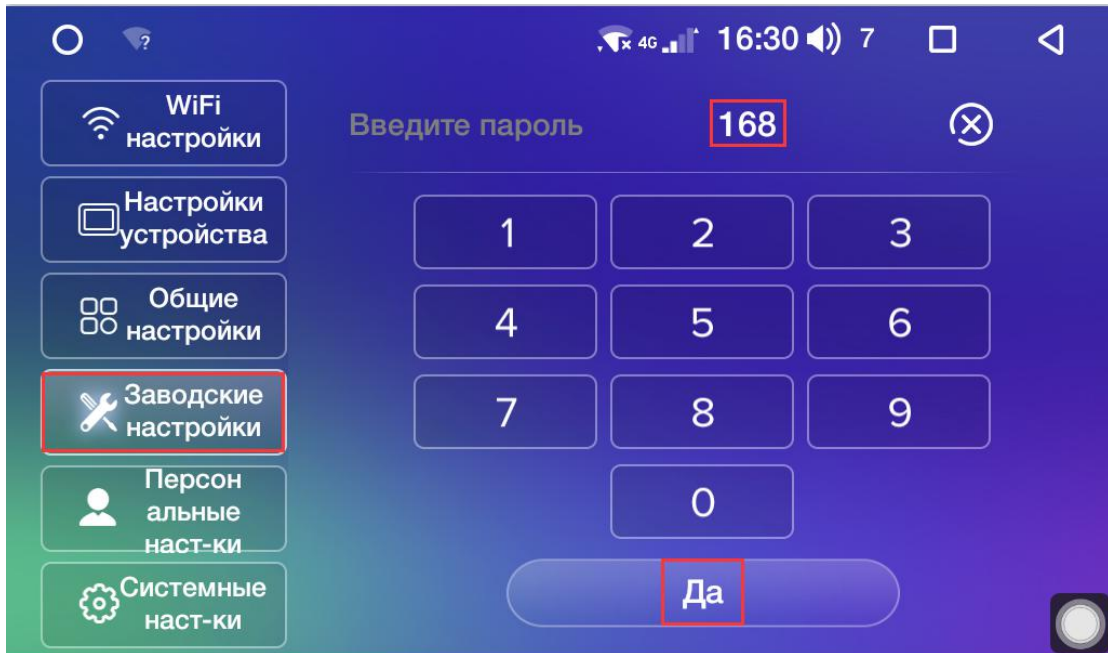 4G 16:30 7
WiFi
настройки
Настройки
устройства
Общие
настройки
Заводские
настройки
Персон
альные
наст-ки
Системные
наст-ки
Введите пароль 168
1 2 3
4 5 6
7 8 9
0
Да